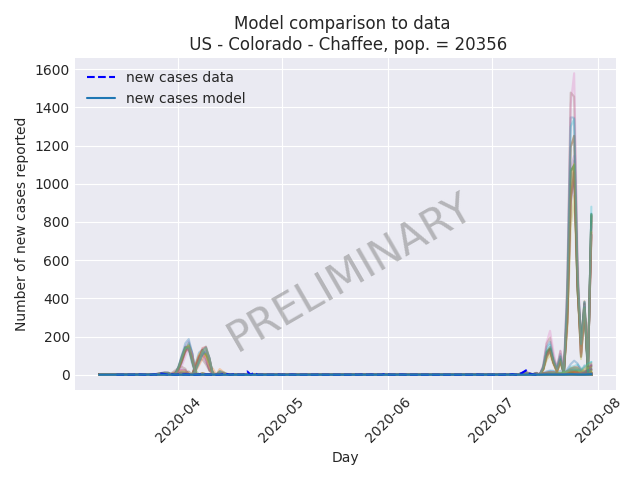 Model comparison to data
US - Colorado - Chaffee, pop. = 20356
new cases data
new cases model
1600
1400
1200
1000
800
600
400
200
0
Number of new cases reported
PRELIMINARY
2020-04
2020-05
2020-06
2020-07
2020-08
Day